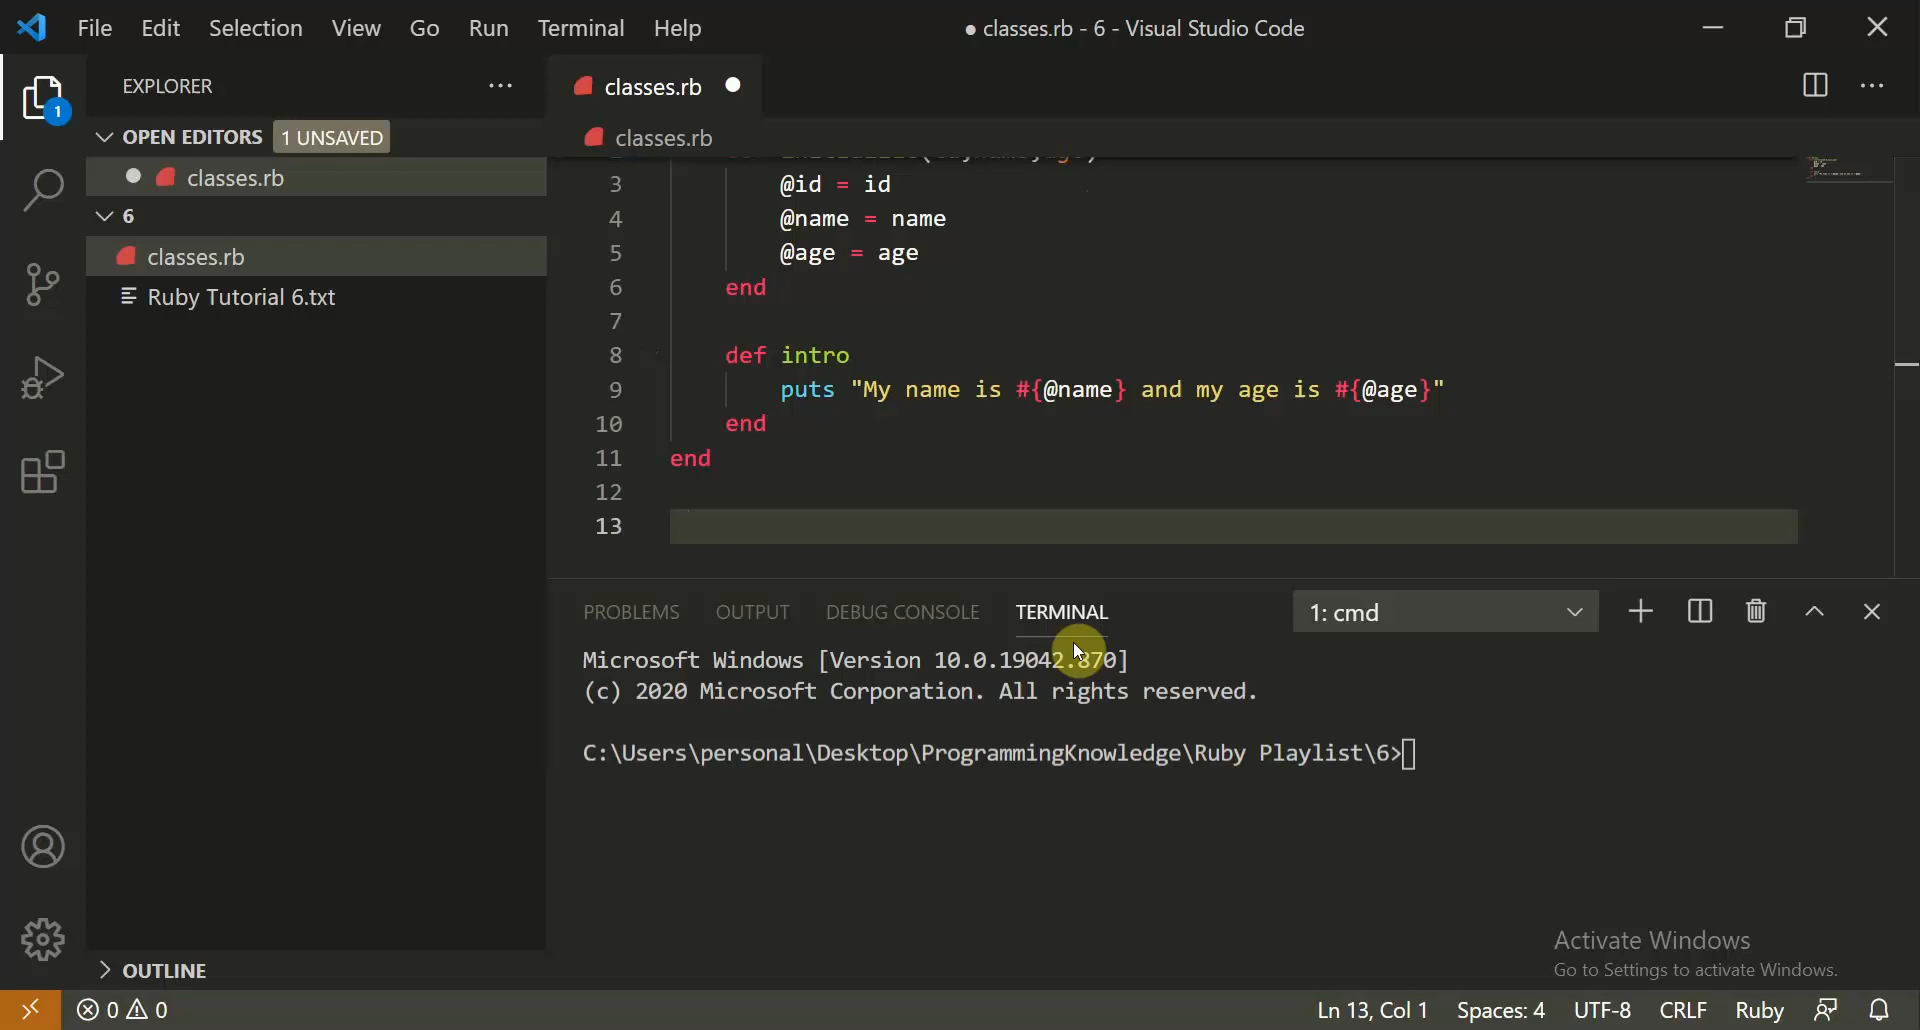 File Edit Selection View Go Run Terminal Help
● classes.rb - 6 - Visual Studio Code
EXPLORER
1
OPEN EDITORS 1 UNSAVED
classes.rb
6
classes.rb
Ruby Tutorial 6.txt
OUTLINE
classes.rb
classes.rb
3 @id = id
4 @name = name
5 @age = age
6 end
7
8 def intro
9 puts "My name is #{@name} and my age is #{@age}"
10 end
11 end
12
13
PROBLEMS OUTPUT DEBUG CONSOLE TERMINAL
1: cmd
Microsoft Windows [Version 10.0.19042.870]
(c) 2020 Microsoft Corporation. All rights reserved.
C:\Users\personal\Desktop\ProgrammingKnowledge\Ruby Playlist\6>
Activate Windows
Go to Settings to activate Windows.
0 0
Ln 13, Col 1 Spaces: 4 UTF-8 CRLF Ruby